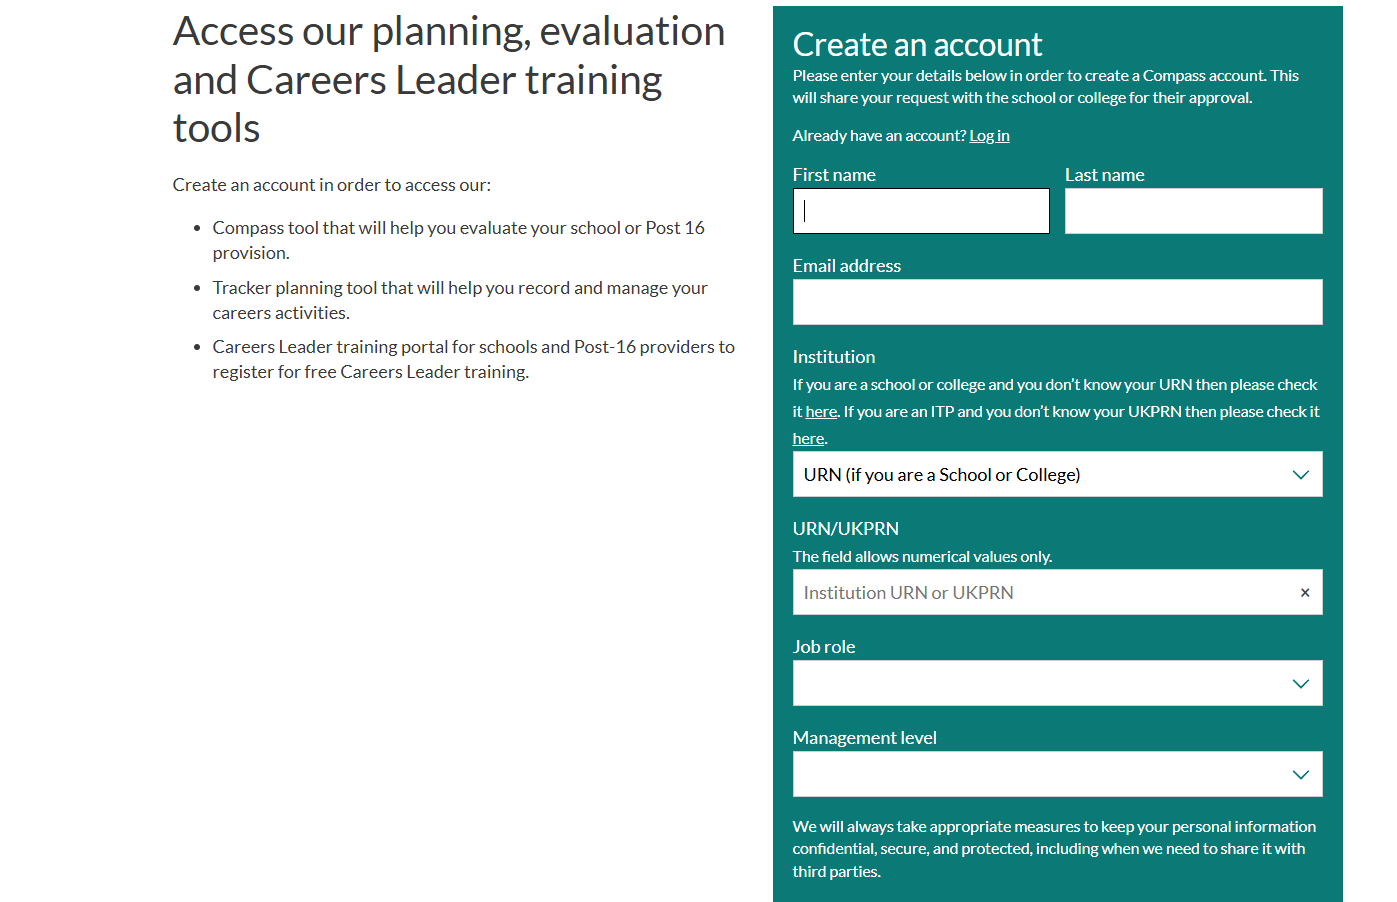 Access our planning, evaluation
and Careers Leader training
tools
Create an account in order to access our:
• Compass tool that will help you evaluate your school or Post 16
provision.
• Tracker planning tool that will help you record and manage your
careers activities.
• Careers Leader training portal for schools and Post-16 providers to
register for free Careers Leader training.
Create an account
Please enter your details below in order to create a Compass account. This
will share your request with the school or college for their approval.
Already have an account? Log in
First name
Last name
Email address
Institution
If you are a school or college and you don’t know your URN then please check
it here. If you are an ITP and you don’t know your UKPRN then please check it
here.
URN (if you are a School or College)
URN/UKPRN
The field allows numerical values only.
Institution URN or UKPRN
Job role
Management level
We will always take appropriate measures to keep your personal information
confidential, secure, and protected, including when we need to share it with
third parties.